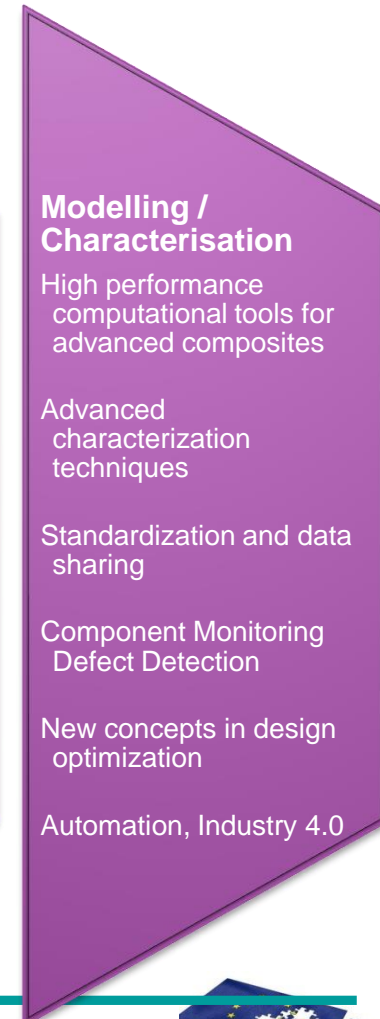 Modelling /
Characterisation
High performance
computational tools for
advanced composites
Advanced
characterization
techniques
Standardization and data
sharing
Component Monitoring
Defect Detection
New concepts in design
optimization
Automation, Industry 4.0